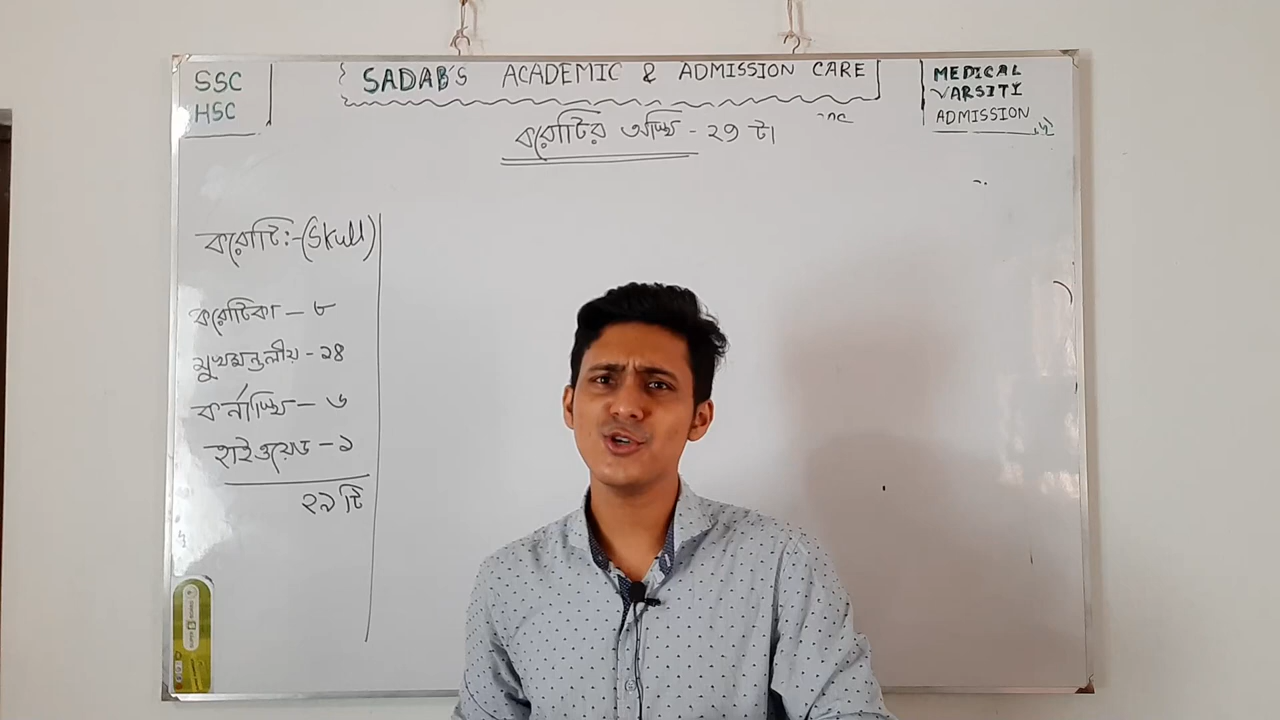 SSC
HSC
SADAB'S ACADEMIC & ADMISSION CARE
MEDICAL
VARSITY
ADMISSION
করোটির অস্থি - ২৯ টা
করোটি:-(Skull)
করোটিকা - ৮
মুখমন্ডলীয় - ১৪
কর্নাস্থি - ৬
হাইওয়েড - ১
২৯ টি